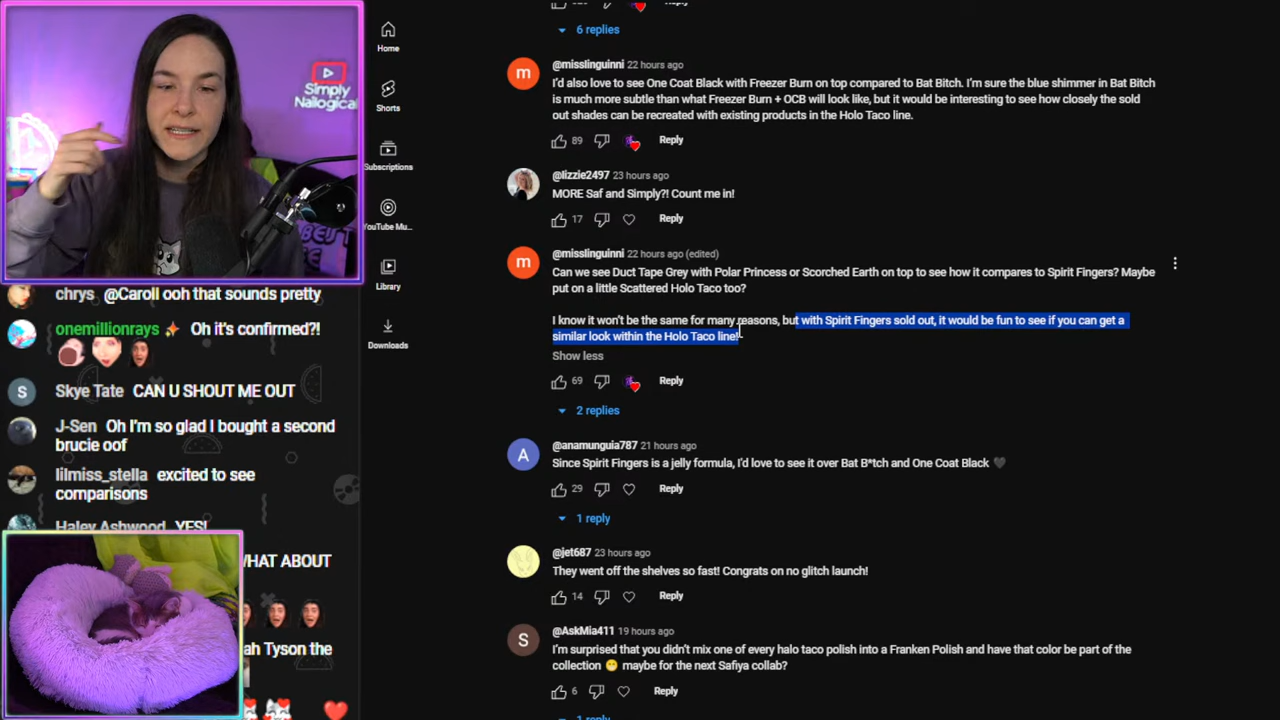 Simply
Nailogical
chrys @Caroll ooh that sounds pretty
onemillionrays Oh it's confirmed?!
S Skye Tate CAN U SHOUT ME OUT
J-Sen Oh I'm so glad I bought a second
brucie oof
lilmiss_stella excited to see
comparisons
Haley Ashwood YES!
HAT ABOUT
ah Tyson the
Home
Shorts
Subscriptions
YouTube Mu...
Library
Downloads
Reply
6 replies
m @misslinguinni 22 hours ago
I'd also love to see One Coat Black with Freezer Burn on top compared to Bat Bitch. I'm sure the blue shimmer in Bat Bitch
is much more subtle than what Freezer Burn + OCB will look like, but it would be interesting to see how closely the sold
out shades can be recreated with existing products in the Holo Taco line.
89 Reply
@lizzie2497 23 hours ago
MORE Saf and Simply?! Count me in!
17 Reply
m @misslinguinni 22 hours ago (edited)
Can we see Duct Tape Grey with Polar Princess or Scorched Earth on top to see how it compares to Spirit Fingers? Maybe
put on a little Scattered Holo Taco too?
I know it won't be the same for many reasons, but with Spirit Fingers sold out, it would be fun to see if you can get a
similar look within the Holo Taco line!
Show less
69 Reply
2 replies
A @anamunguia787 21 hours ago
Since Spirit Fingers is a jelly formula, I'd love to see it over Bat B*tch and One Coat Black 🖤
29 Reply
1 reply
@jet687 23 hours ago
They went off the shelves so fast! Congrats on no glitch launch!
14 Reply
S @AskMia411 19 hours ago
I'm surprised that you didn't mix one of every halo taco polish into a Franken Polish and have that color be part of the
collection 😁 maybe for the next Safiya collab?
6 Reply
1 reply